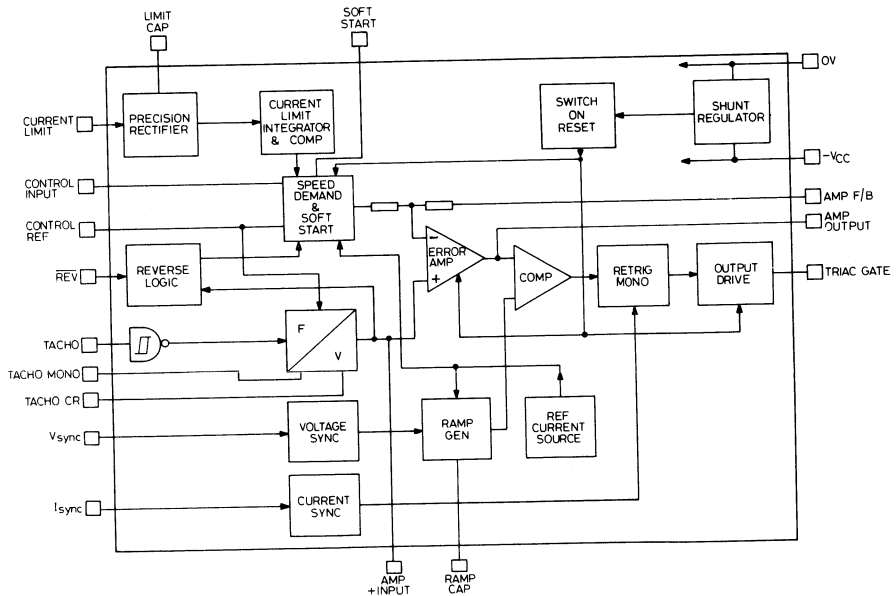 LIMIT
CAP
SOFT
START
OV
CURRENT
LIMIT
PRECISION
RECTIFIER
CURRENT
LIMIT
INTEGRATOR
& COMP
SWITCH
ON
RESET
SHUNT
REGULATOR
-VCC
CONTROL
INPUT
SPEED
DEMAND
&
SOFT
START
AMP F/B
AMP
OUTPUT
CONTROL
REF
REV
REVERSE
LOGIC
-
ERROR
AMP
+
COMP
RETRIG
MONO
OUTPUT
DRIVE
TRIAC GATE
F
V
TACHO
TACHO MONO
TACHO CR
Vsync
VOLTAGE
SYNC
RAMP
GEN
REF
CURRENT
SOURCE
Isync
CURRENT
SYNC
AMP
+INPUT
RAMP
CAP